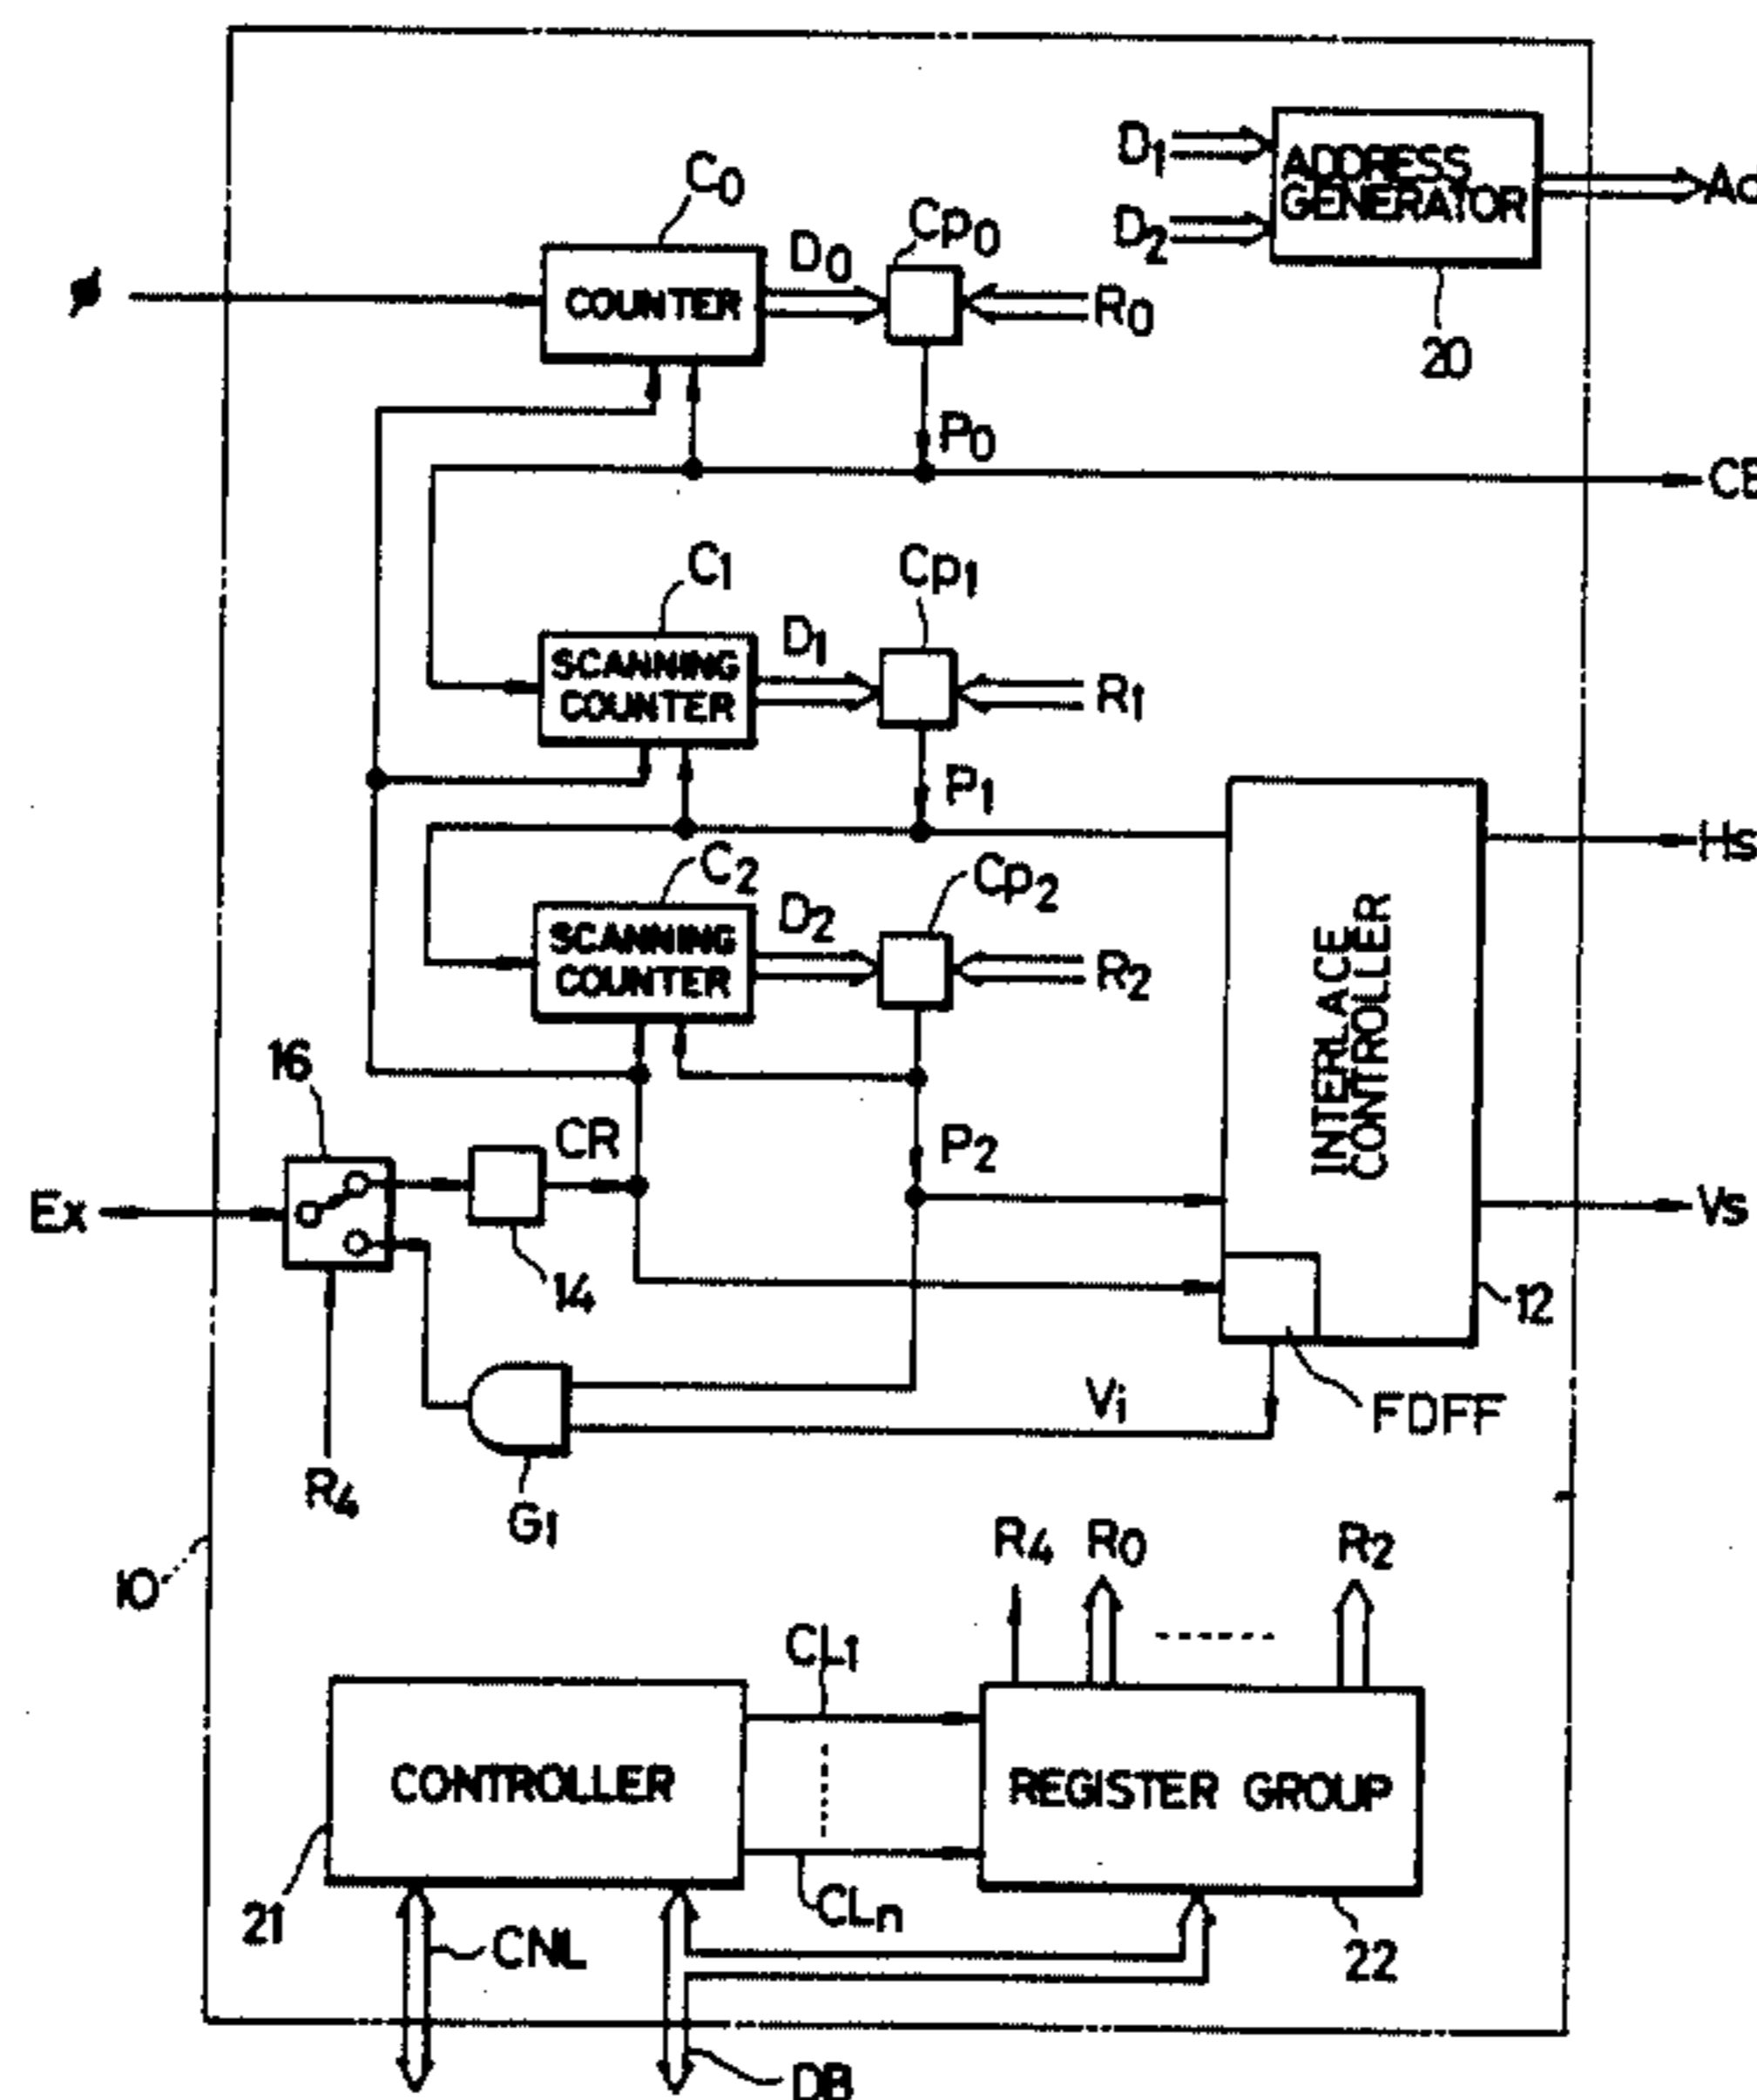 D1
ADDRESS
GENERATOR
Ad
D2
20
C0
D0
Cp0
ø
COUNTER
R0
P0
CE
C1
D1
Cp1
SCANNING
COUNTER
R1
P1
Hs
C2
D2
Cp2
SCANNING
COUNTER
R2
INTERLACE
CONTROLLER
16
CR
P2
Ex
Vs
14
12
Vi
FDFF
R4
G1
10
R4
R0
R2
CL1
CONTROLLER
REGISTER GROUP
21
CNL
CLn
22
DB